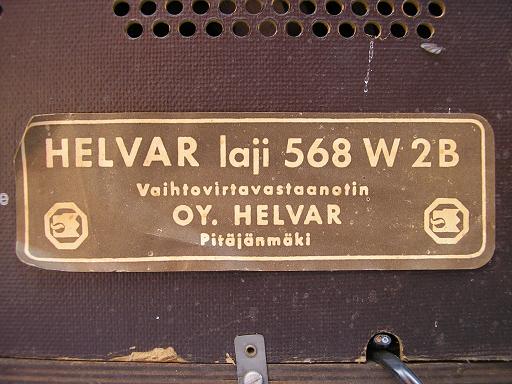 HELVAR laji 568 W 2B
Vaihtovirtavastaanotin
OY. HELVAR
Pitäjänmäki